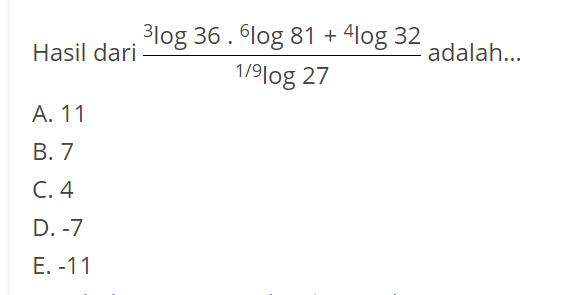 Hasil dari ³log 36 . ⁶log 81 + ⁴log 32 / ¹/⁹log 27 adalah...
A. 11
B. 7
C. 4
D. -7
E. -11